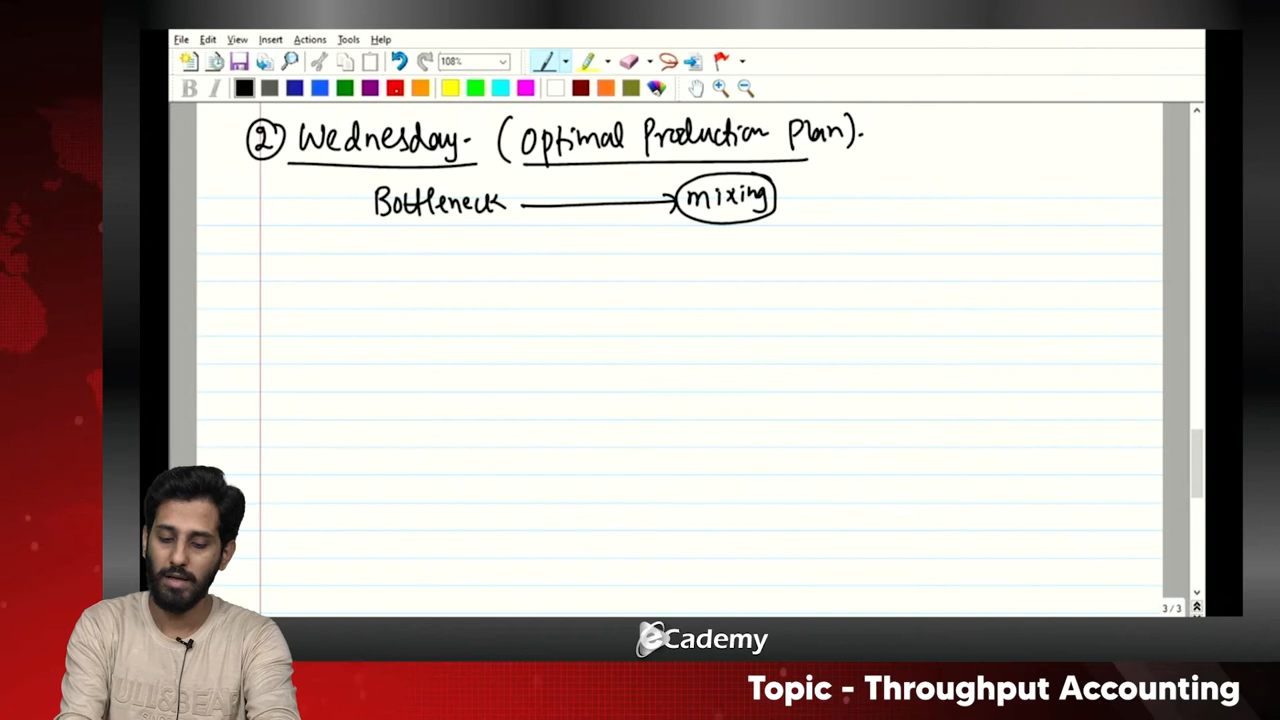 File Edit View Insert Actions Tools Help
108%
B I
② Wednesday. (Optimal Production Plan).
Bottleneck → mixing
3/3
eCademy
Topic - Throughput Accounting